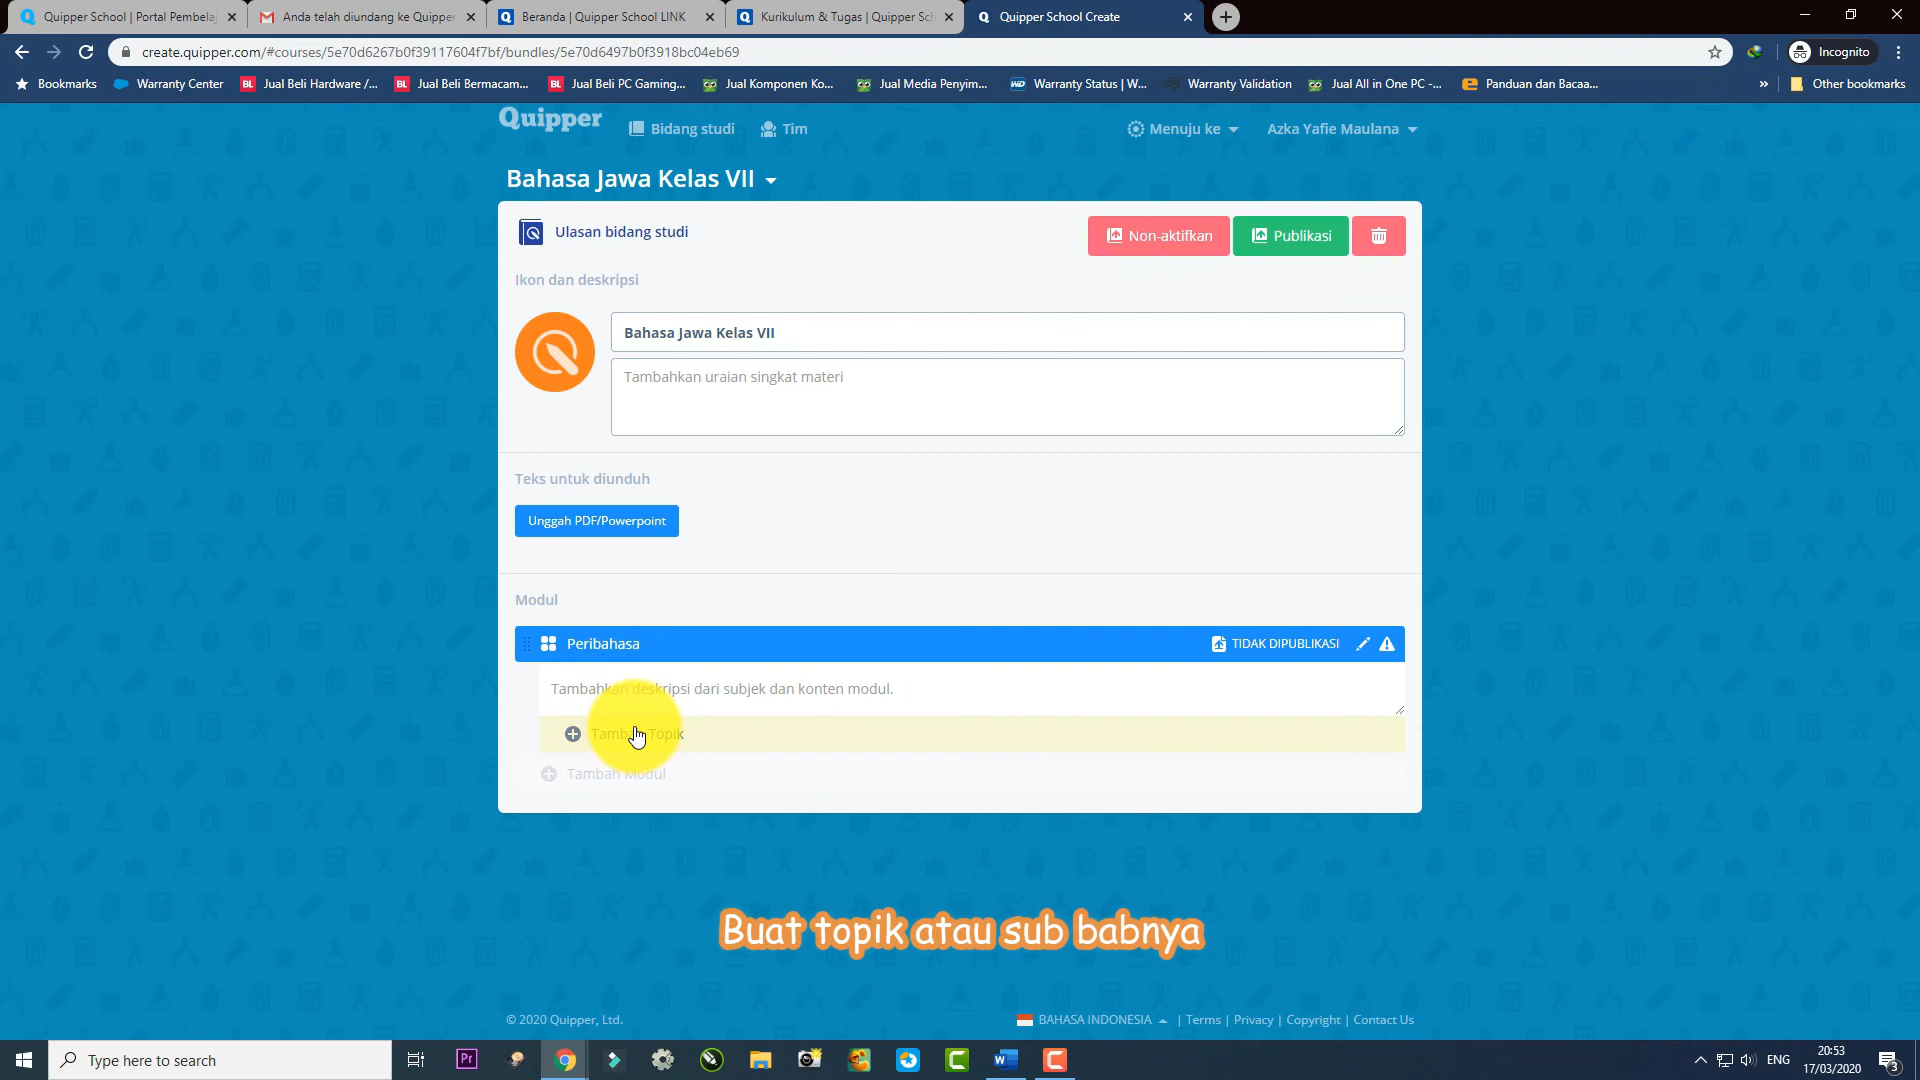 Quipper School | Portal Pembelaj
Anda telah diundang ke Quipper
Beranda | Quipper School LINK
Kurikulum & Tugas | Quipper Sch
Quipper School Create
create.quipper.com/#courses/5e70d6267b0f39117604f7bf/bundles/5e70d6497b0f3918bc04eb69
Incognito
Bookmarks
Warranty Center
BL Jual Beli Hardware /...
BL Jual Beli Bermacam...
BL Jual Beli PC Gaming...
Jual Komponen Ko...
Jual Media Penyim...
Warranty Status | W...
Warranty Validation
Jual All in One PC -...
Panduan dan Bacaa...
»
Other bookmarks
Quipper
Bidang studi
Tim
Menuju ke
Azka Yafie Maulana
Bahasa Jawa Kelas VII
Ulasan bidang studi
Non-aktifkan
Publikasi
Ikon dan deskripsi
Bahasa Jawa Kelas VII
Tambahkan uraian singkat materi
Teks untuk diunduh
Unggah PDF/Powerpoint
Modul
Peribahasa
TIDAK DIPUBLIKASI
Tambahkan deskripsi dari subjek dan konten modul.
Tambah Topik
Tambah Modul
Buat topik atau sub babnya
© 2020 Quipper, Ltd.
BAHASA INDONESIA
| Terms | Privacy | Copyright | Contact Us
Type here to search
Pr
ENG
20:53
17/03/2020
3